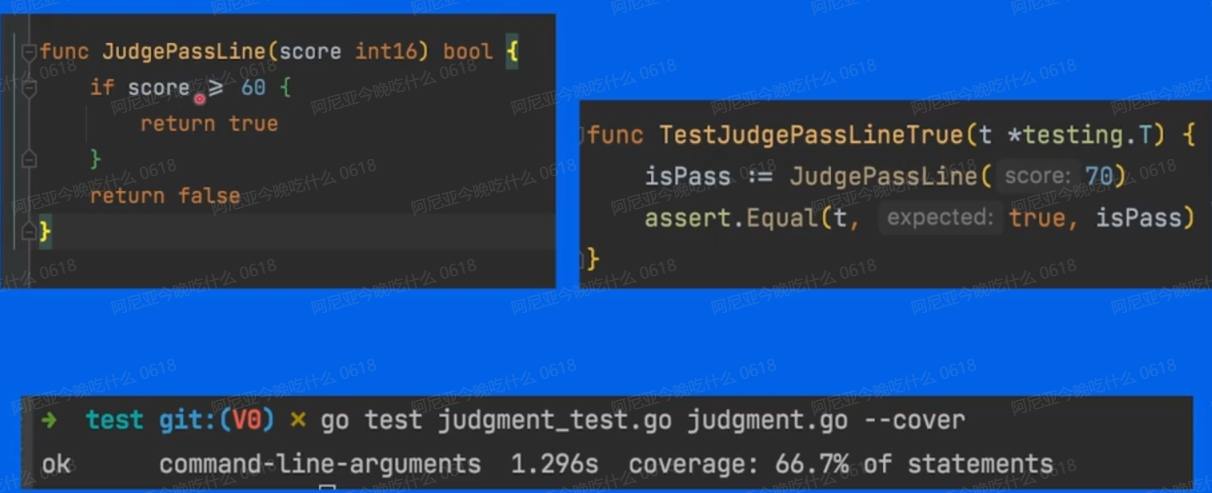 func JudgePassLine(score int16) bool {
if score ≥ 60 {
return true
}
return false
}
func TestJudgePassLineTrue(t *testing.T) {
isPass := JudgePassLine( score: 70)
assert.Equal(t, expected: true, isPass)
}
→ test git:(V0) ✗ go test judgment_test.go judgment.go --cover
ok command-line-arguments 1.296s coverage: 66.7% of statements
阿尼亚今晚吃什么 0618